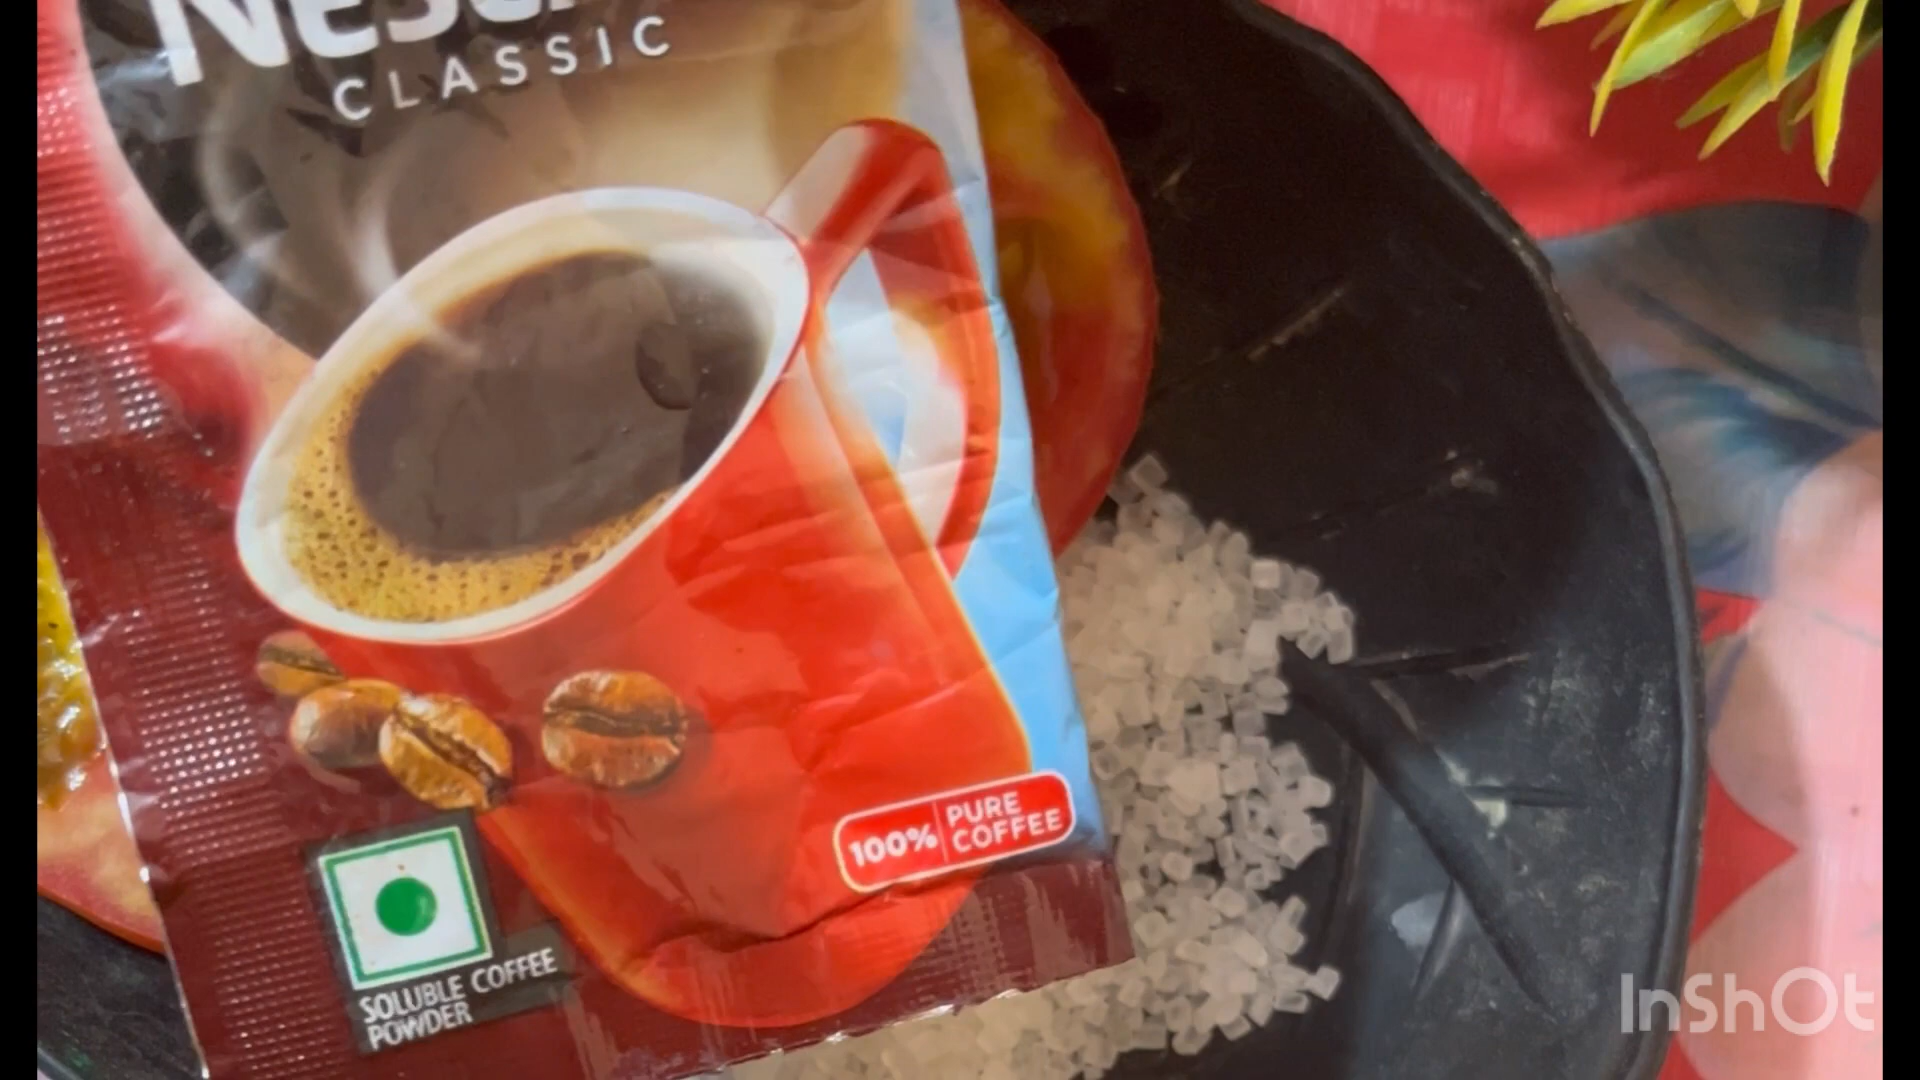 CLASSIC
100% PURE COFFEE
SOLUBLE COFFEE
POWDER
InShOt